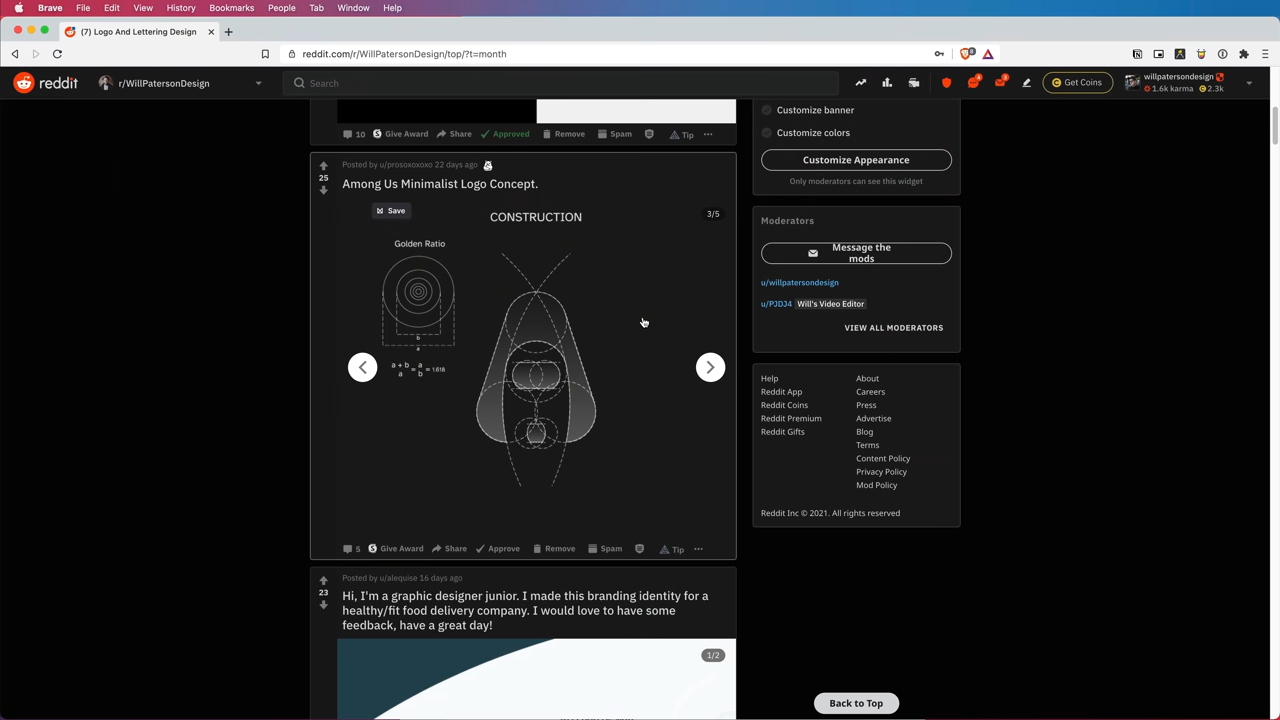 Brave File Edit View History Bookmarks People Tab Window Help
(7) Logo And Lettering Design
reddit.com/r/WillPatersonDesign/top/?t=month
8
reddit r/WillPatersonDesign Search Get Coins willpatersondesign
1.6k karma 2.3k
10 Give Award Share Approved Remove Spam Tip
25
Posted by u/prosoxoxoxo 22 days ago
Among Us Minimalist Logo Concept.
Save
CONSTRUCTION
3/5
Golden Ratio
b
a
a + b / a = a / b = 1.618
5 Give Award Share Approve Remove Spam Tip
23
Posted by u/alequise 16 days ago
Hi, I'm a graphic designer junior. I made this branding identity for a
healthy/fit food delivery company. I would love to have some
feedback, have a great day!
1/2
Customize banner
Customize colors
Customize Appearance
Only moderators can see this widget
Moderators
Message the
mods
u/willpatersondesign
u/PJDJ4 Will's Video Editor
VIEW ALL MODERATORS
Help About
Reddit App Careers
Reddit Coins Press
Reddit Premium Advertise
Reddit Gifts Blog
Terms
Content Policy
Privacy Policy
Mod Policy
Reddit Inc © 2021. All rights reserved
Back to Top